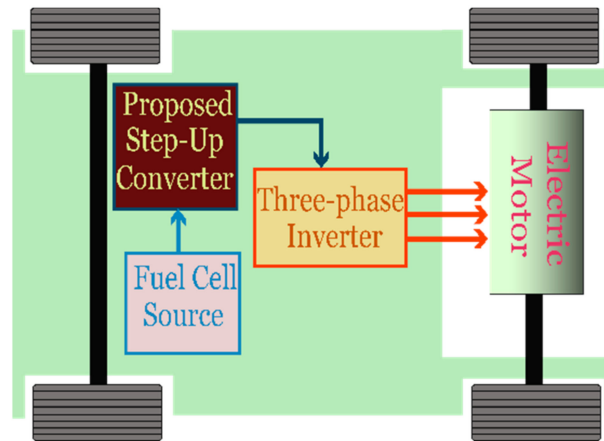 Proposed
Step-Up
Converter
Three-phase
Inverter
Fuel Cell
Source
Electric
Motor